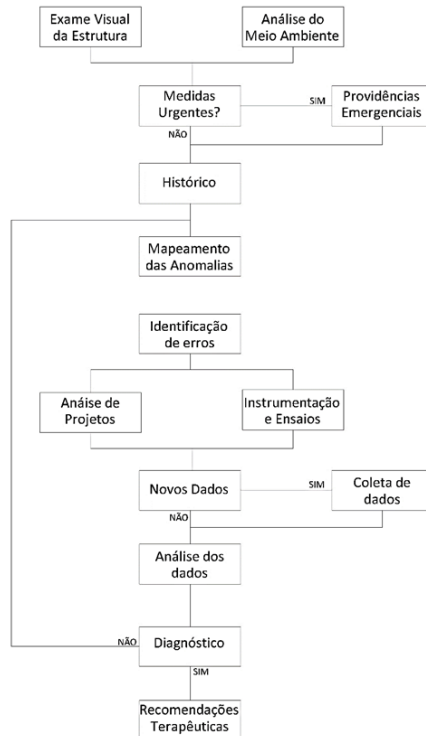 Exame Visual
da Estrutura
Análise do
Meio Ambiente
Medidas
Urgentes?
SIM
Providências
Emergenciais
NÃO
Histórico
Mapeamento
das Anomalias
Identificação
de erros
Anáise de
Projetos
Instrumentação
e Ensaios
Novos Dados
SIM
Coleta de
dados
NÃO
Análise dos
dados
NÃO
Diagnóstico
SIM
Recomendações
Terapêuticas